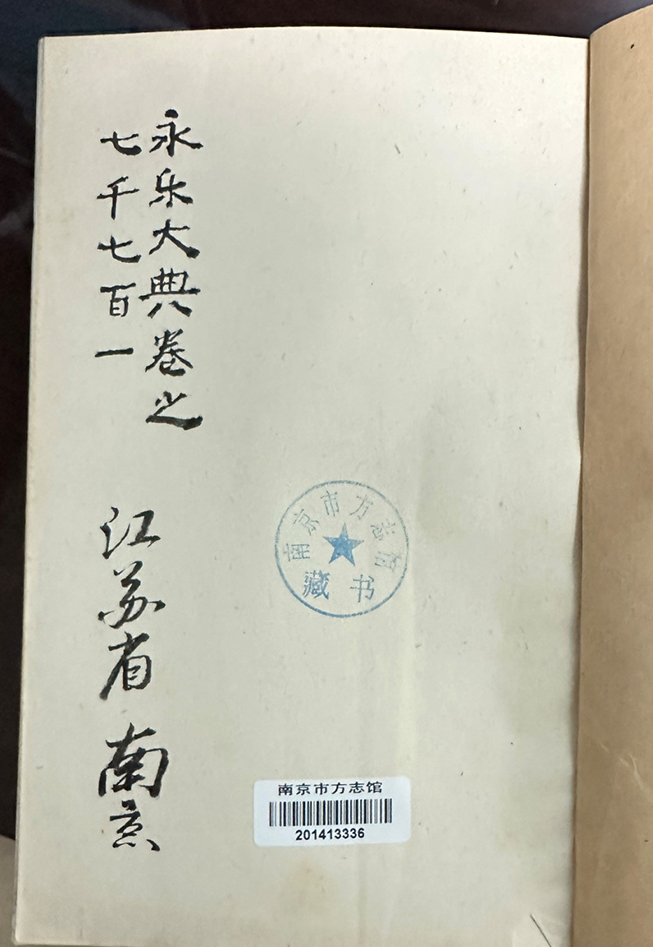 永乐大典卷之
七千七百一
江苏省 南京
南京市方志馆
藏书
南京市方志馆
201413336